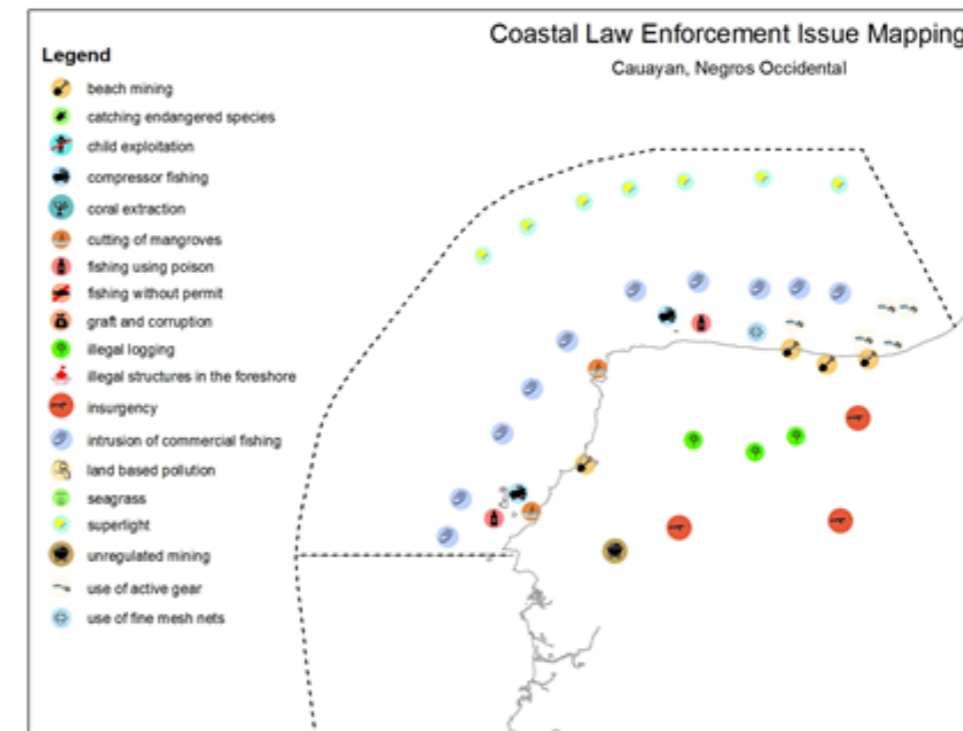 Coastal Law Enforcement Issue Mapping
Cauayan, Negros Occidental
Legend
beach mining
catching endangered species
child exploitation
compressor fishing
coral extraction
cutting of mangroves
fishing using poison
fishing without permit
graft and corruption
illegal logging
illegal structures in the foreshore
insurgency
intrusion of commercial fishing
land based pollution
seagrass
superlight
unregulated mining
use of active gear
use of fine mesh nets